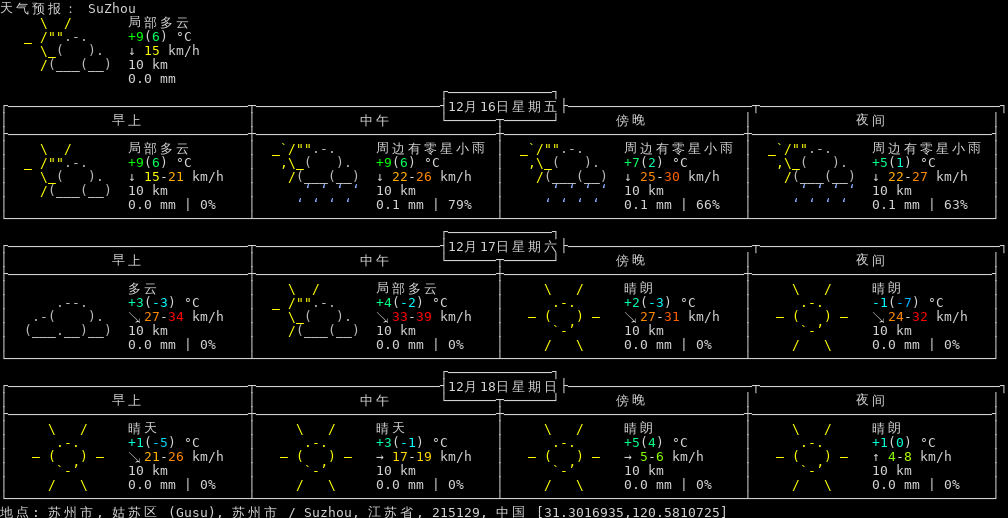 天气预报： SuZhou
局部多云
+9(6) °C
↓ 15 km/h
10 km
0.0 mm
12月16日星期五
早上 中午 傍晚 夜间
局部多云 周边有零星小雨 周边有零星小雨 周边有零星小雨
+9(6) °C +9(6) °C +7(2) °C +5(1) °C
↓ 15-21 km/h ↓ 22-26 km/h ↓ 25-30 km/h ↓ 22-27 km/h
10 km 10 km 10 km 10 km
0.0 mm | 0% 0.1 mm | 79% 0.1 mm | 66% 0.1 mm | 63%
12月17日星期六
早上 中午 傍晚 夜间
多云 局部多云 晴朗 晴朗
+3(-3) °C +4(-2) °C +2(-3) °C -1(-7) °C
↘ 27-34 km/h ↘ 33-39 km/h ↘ 27-31 km/h ↘ 24-32 km/h
10 km 10 km 10 km 10 km
0.0 mm | 0% 0.0 mm | 0% 0.0 mm | 0% 0.0 mm | 0%
12月18日星期日
早上 中午 傍晚 夜间
晴天 晴天 晴朗 晴朗
+1(-5) °C +3(-1) °C +5(4) °C +1(0) °C
↘ 21-26 km/h → 17-19 km/h → 5-6 km/h ↑ 4-8 km/h
10 km 10 km 10 km 10 km
0.0 mm | 0% 0.0 mm | 0% 0.0 mm | 0% 0.0 mm | 0%
地点: 苏州市, 姑苏区 (Gusu), 苏州市 / Suzhou, 江苏省, 215129, 中国 [31.3016935,120.5810725]